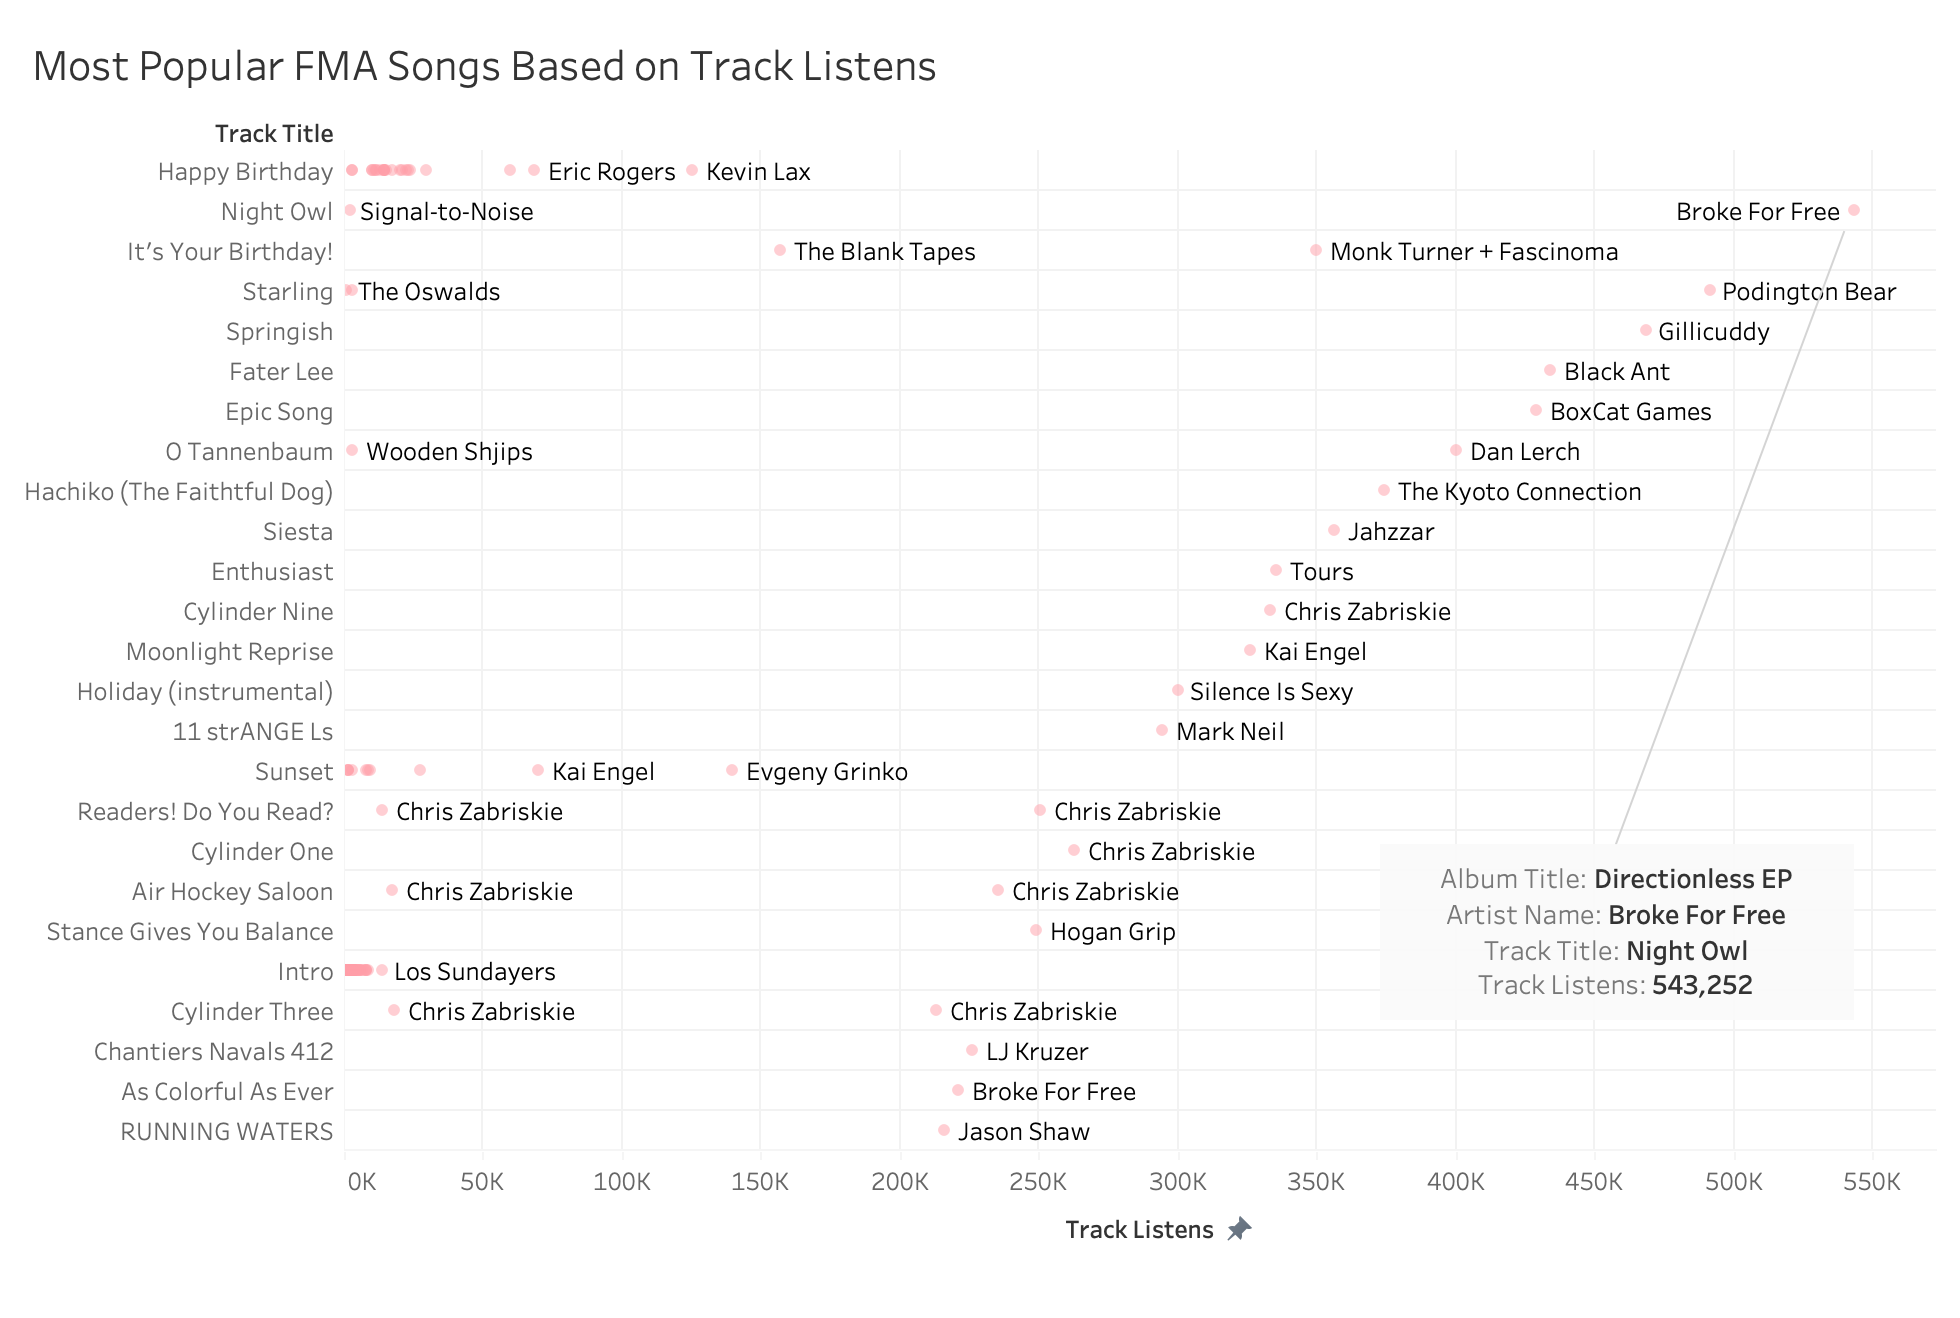 Most Popular FMA Songs Based on Track Listens
Track Title
Happy Birthday Eric Rogers Kevin Lax
Night Owl Signal-to-Noise Broke For Free
It's Your Birthday! The Blank Tapes Monk Turner + Fascinoma
Starling The Oswalds Podington Bear
Springish Gillicuddy
Fater Lee Black Ant
Epic Song BoxCat Games
O Tannenbaum Wooden Shjips Dan Lerch
Hachiko (The Faithtful Dog) The Kyoto Connection
Siesta Jahzzar
Enthusiast Tours
Cylinder Nine Chris Zabriskie
Moonlight Reprise Kai Engel
Holiday (instrumental) Silence Is Sexy
11 strANGE Ls Mark Neil
Sunset Kai Engel Evgeny Grinko
Readers! Do You Read? Chris Zabriskie Chris Zabriskie
Cylinder One Chris Zabriskie
Air Hockey Saloon Chris Zabriskie Chris Zabriskie
Stance Gives You Balance Hogan Grip
Intro Los Sundayers
Cylinder Three Chris Zabriskie Chris Zabriskie
Chantiers Navals 412 LJ Kruzer
As Colorful As Ever Broke For Free
RUNNING WATERS Jason Shaw
Album Title: Directionless EP
Artist Name: Broke For Free
Track Title: Night Owl
Track Listens: 543,252
0K 50K 100K 150K 200K 250K 300K 350K 400K 450K 500K 550K
Track Listens